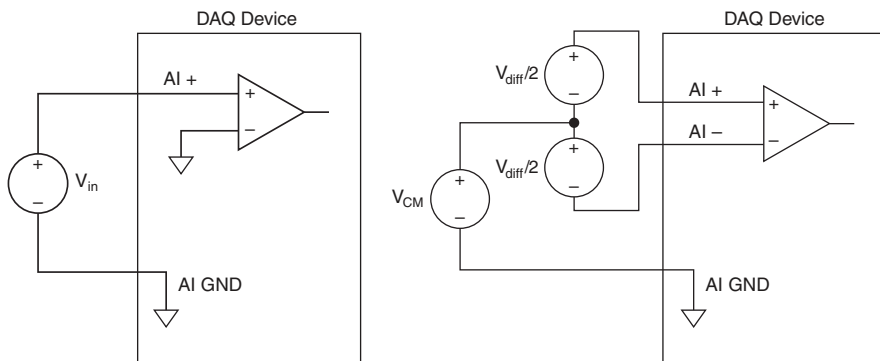 DAQ Device
AI +
+
−
+
−
V_in
AI GND
DAQ Device
+
V_diff/2
−
AI +
+
AI −
−
+
V_diff/2
−
+
V_CM
−
AI GND